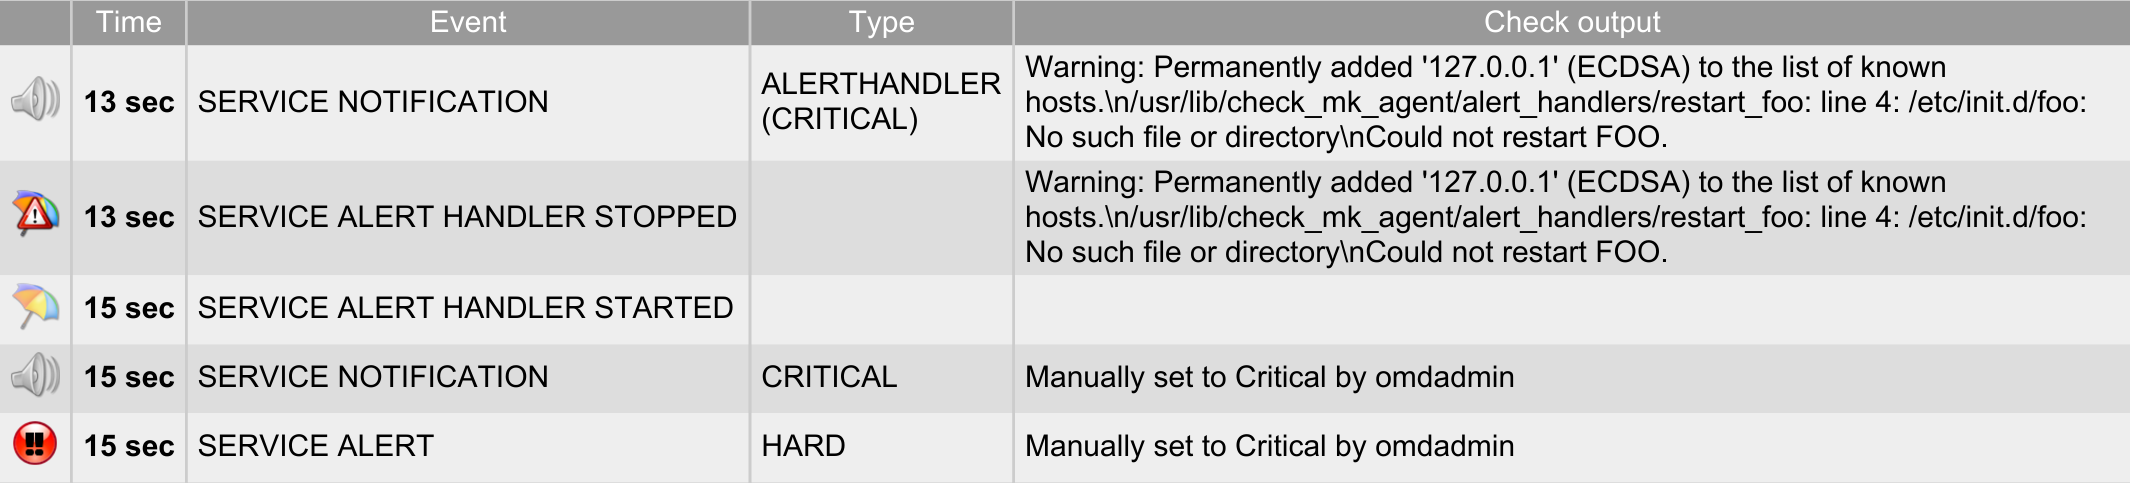 Time Event Type Check output
13 sec SERVICE NOTIFICATION ALERTHANDLER
(CRITICAL)
Warning: Permanently added '127.0.0.1' (ECDSA) to the list of known
hosts.\n/usr/lib/check_mk_agent/alert_handlers/restart_foo: line 4: /etc/init.d/foo:
No such file or directory\nCould not restart FOO.
13 sec SERVICE ALERT HANDLER STOPPED
Warning: Permanently added '127.0.0.1' (ECDSA) to the list of known
hosts.\n/usr/lib/check_mk_agent/alert_handlers/restart_foo: line 4: /etc/init.d/foo:
No such file or directory\nCould not restart FOO.
15 sec SERVICE ALERT HANDLER STARTED
15 sec SERVICE NOTIFICATION CRITICAL Manually set to Critical by omdadmin
15 sec SERVICE ALERT HARD Manually set to Critical by omdadmin